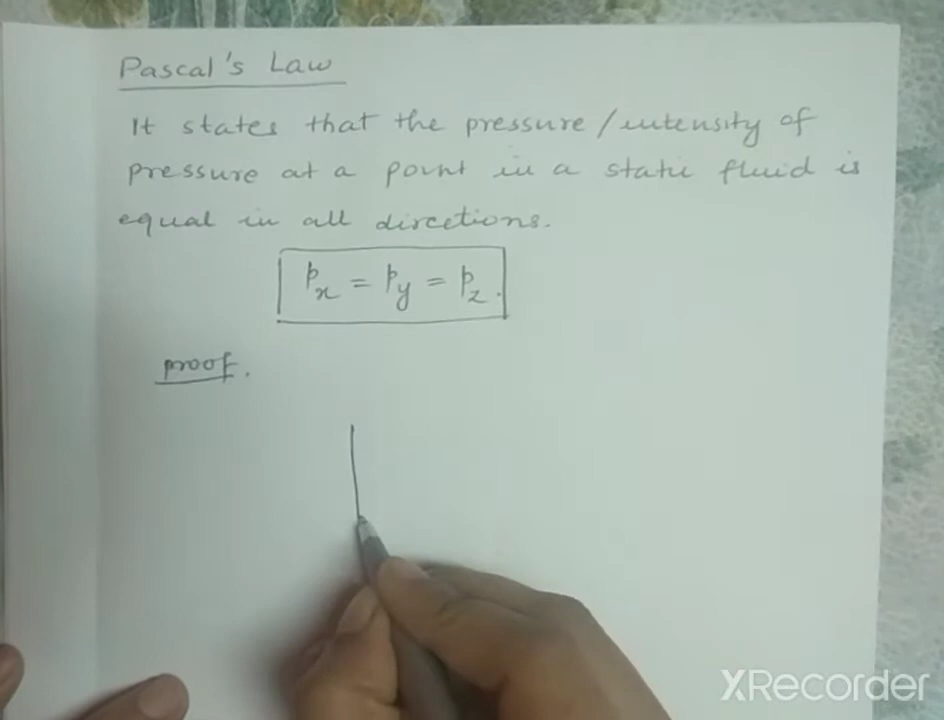 Pascal's Law
It states that the pressure/intensity of
pressure at a point in a static fluid is
equal in all directions.
Px = Py = Pz.
proof.
XRecorder